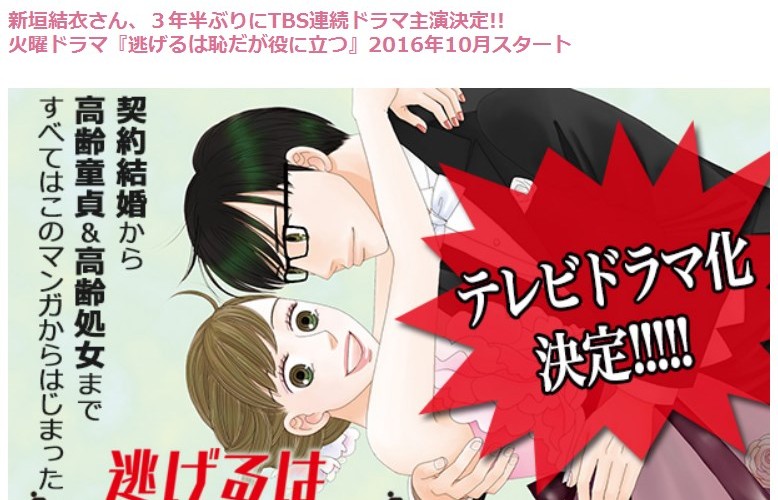 新垣結衣さん、３年半ぶりにTBS連続ドラマ主演決定!!
火曜ドラマ『逃げるは恥だが役に立つ』2016年10月スタート
契約結婚から
高齢童貞&高齢処女まで
すべてはこのマンガからはじまった
テレビドラマ化
決定!!!!!
逃げるは